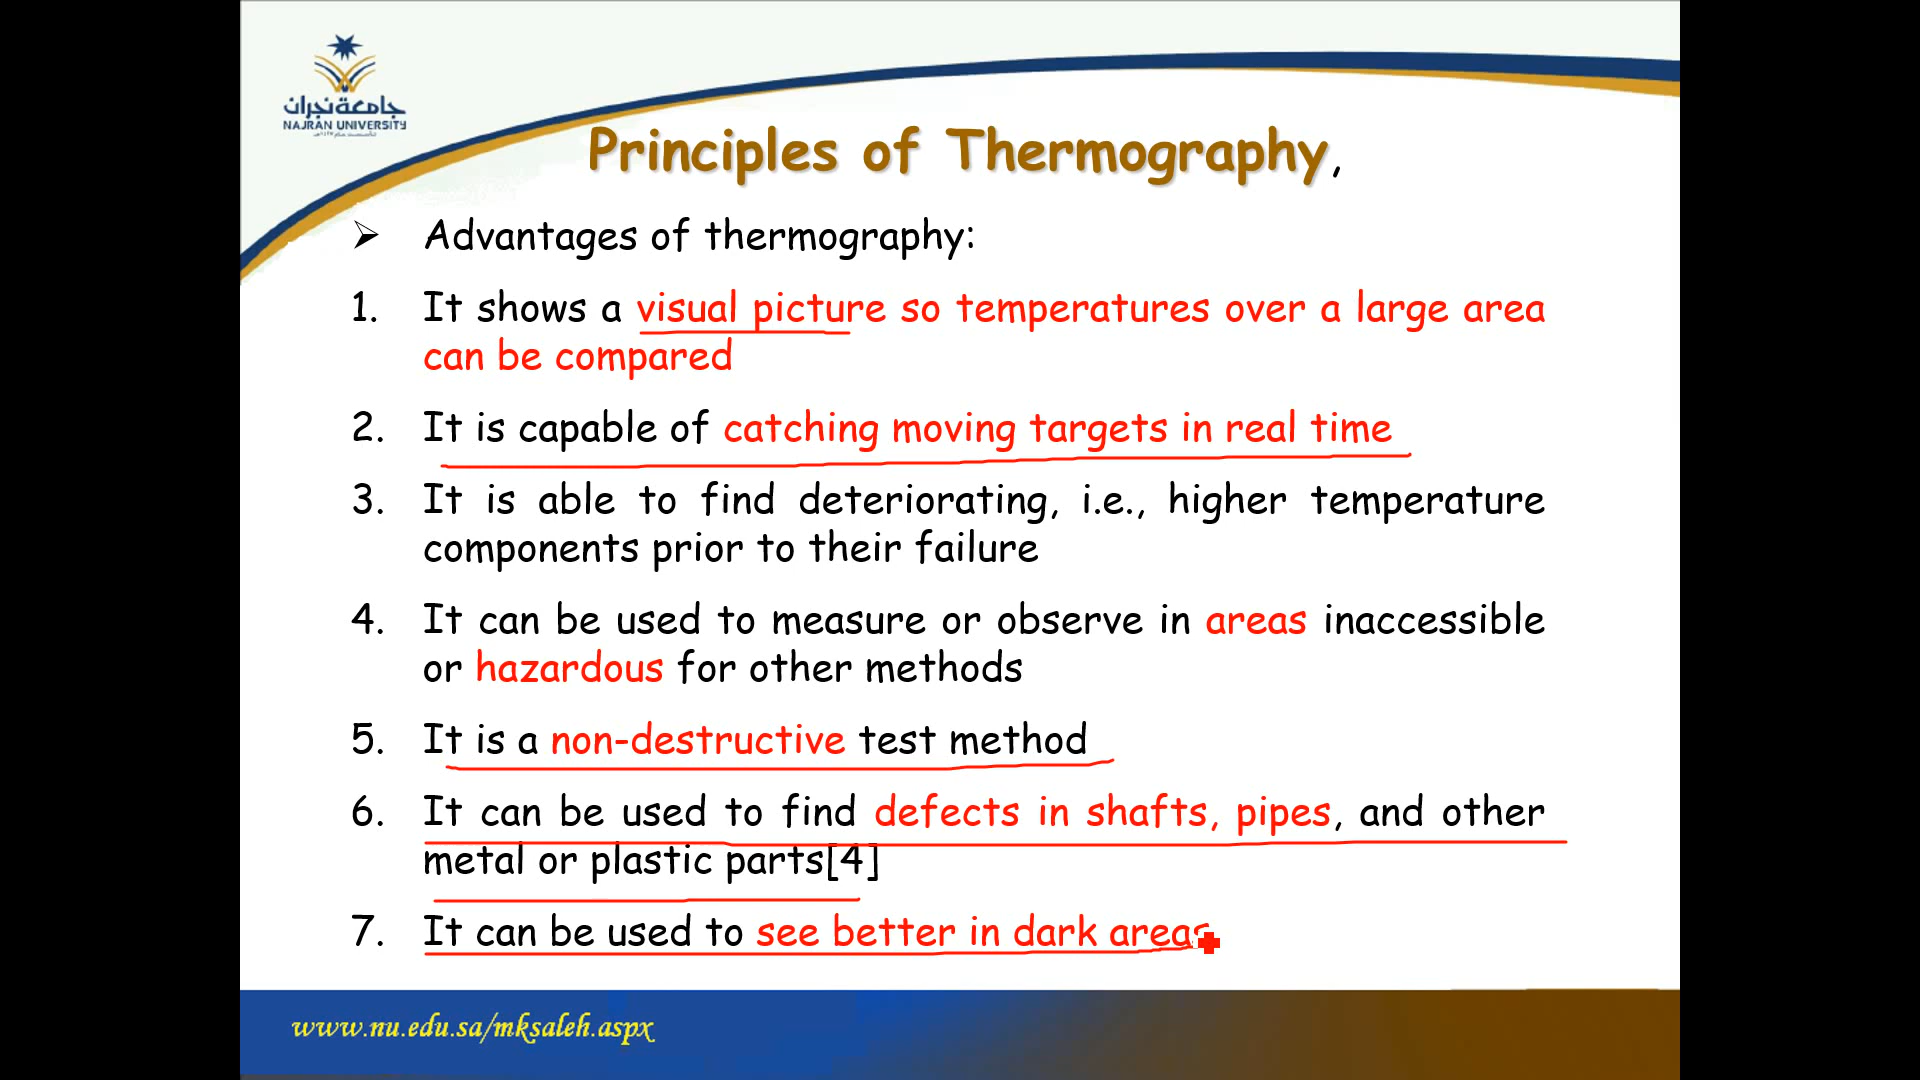 جامعة نجران
NAJRAN UNIVERSITY
Principles of Thermography,
➢ Advantages of thermography:
1. It shows a visual picture so temperatures over a large area
can be compared
2. It is capable of catching moving targets in real time
3. It is able to find deteriorating, i.e., higher temperature
components prior to their failure
4. It can be used to measure or observe in areas inaccessible
or hazardous for other methods
5. It is a non-destructive test method
6. It can be used to find defects in shafts, pipes, and other
metal or plastic parts[4]
7. It can be used to see better in dark areas
www.nu.edu.sa/mksaleh.aspx